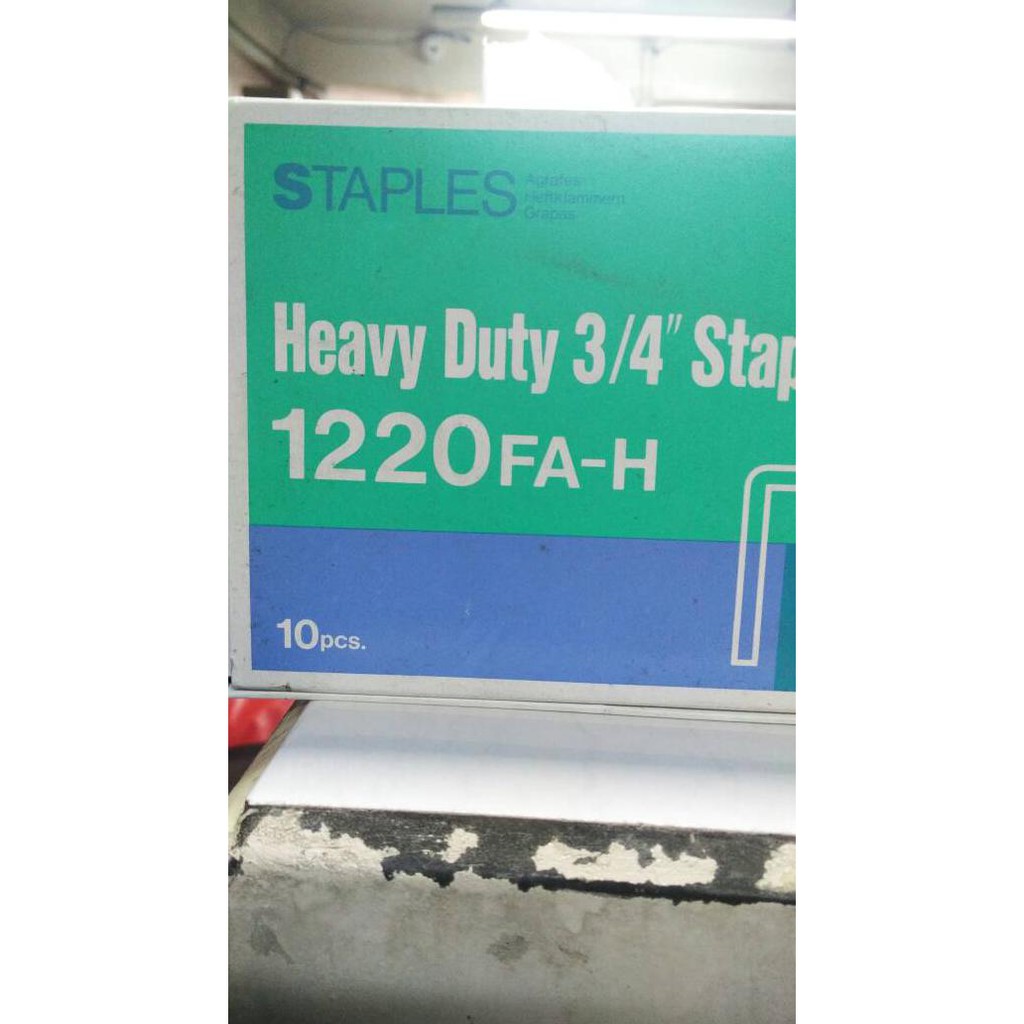 STAPLES
Agrafes
Heftklammern
Grapas
Heavy Duty 3/4" Stap
1220FA-H
10pcs.